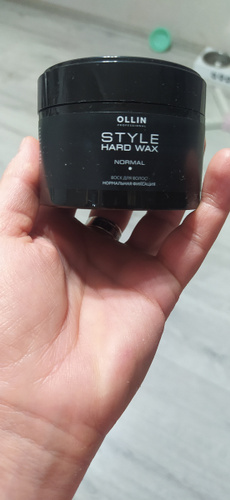 OLLIN
PROFESSIONAL
STYLE
HARD WAX
NORMAL
ВОСК ДЛЯ ВОЛОС
НОРМАЛЬНАЯ ФИКСАЦИЯ